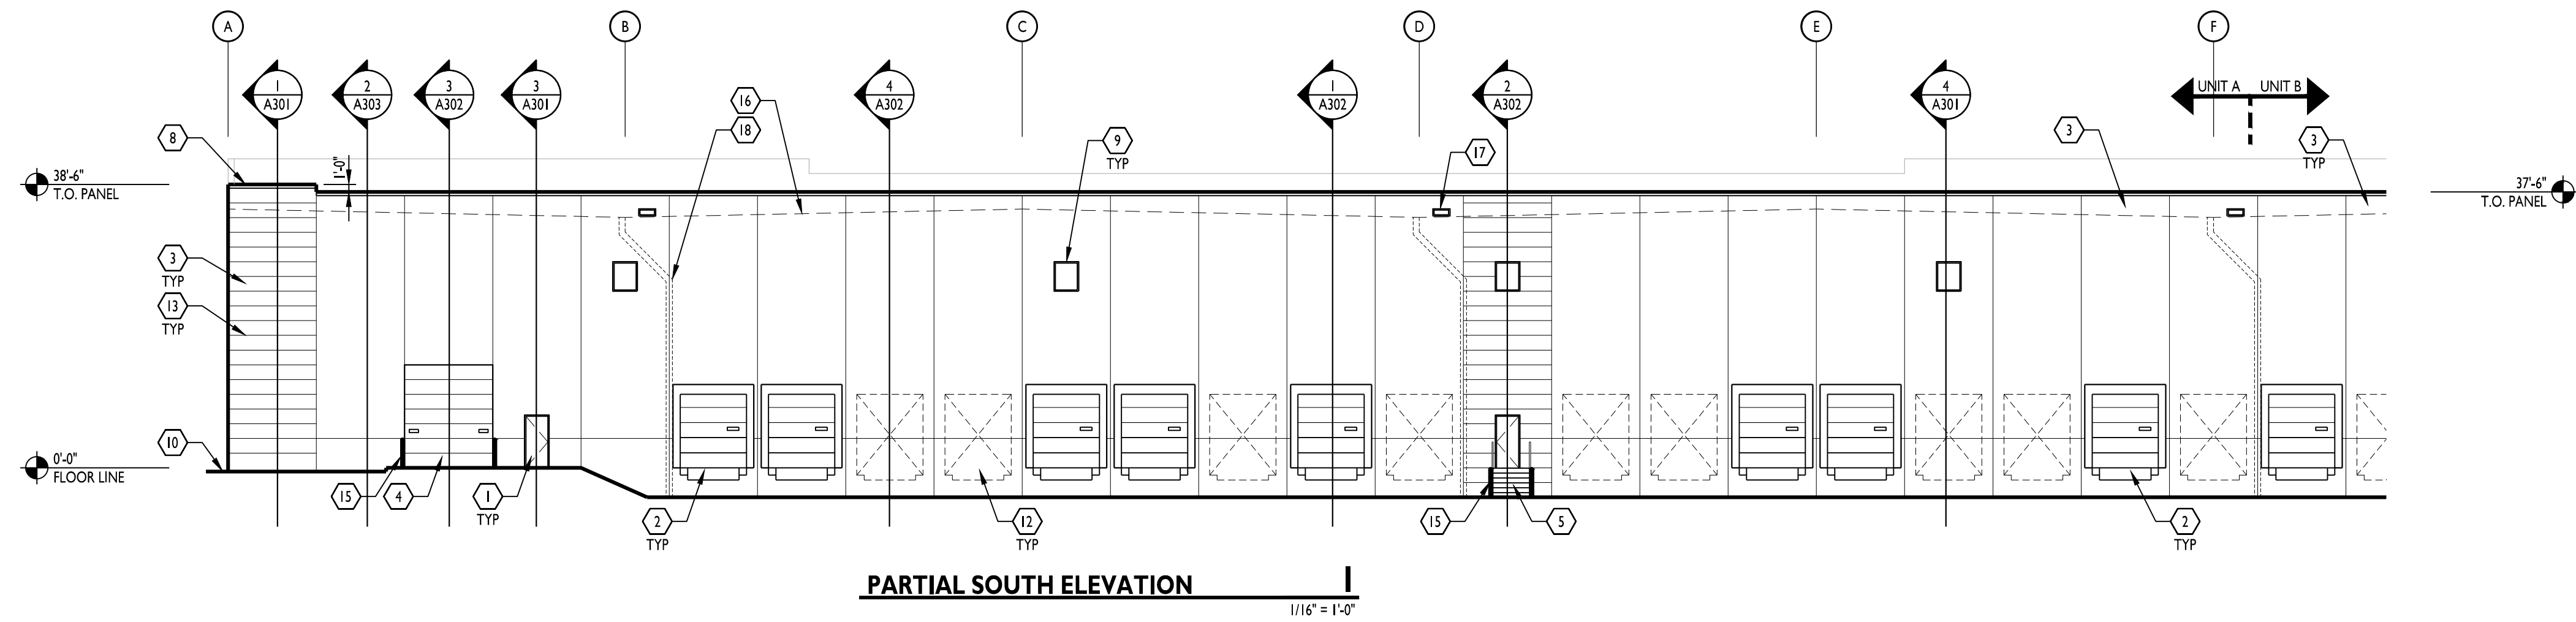 A
B
C
D
E
F
1
A301
2
A303
3
A302
3
A301
4
A302
1
A302
2
A302
4
A301
UNIT A
UNIT B
16
18
8
9
TYP
17
3
3
TYP
1'-0"
38'-6"
T.O. PANEL
37'-6"
T.O. PANEL
3
TYP
13
TYP
10
0'-0"
FLOOR LINE
15
4
1
TYP
2
TYP
12
TYP
15
5
2
TYP
PARTIAL SOUTH ELEVATION
1
1/16" = 1'-0"